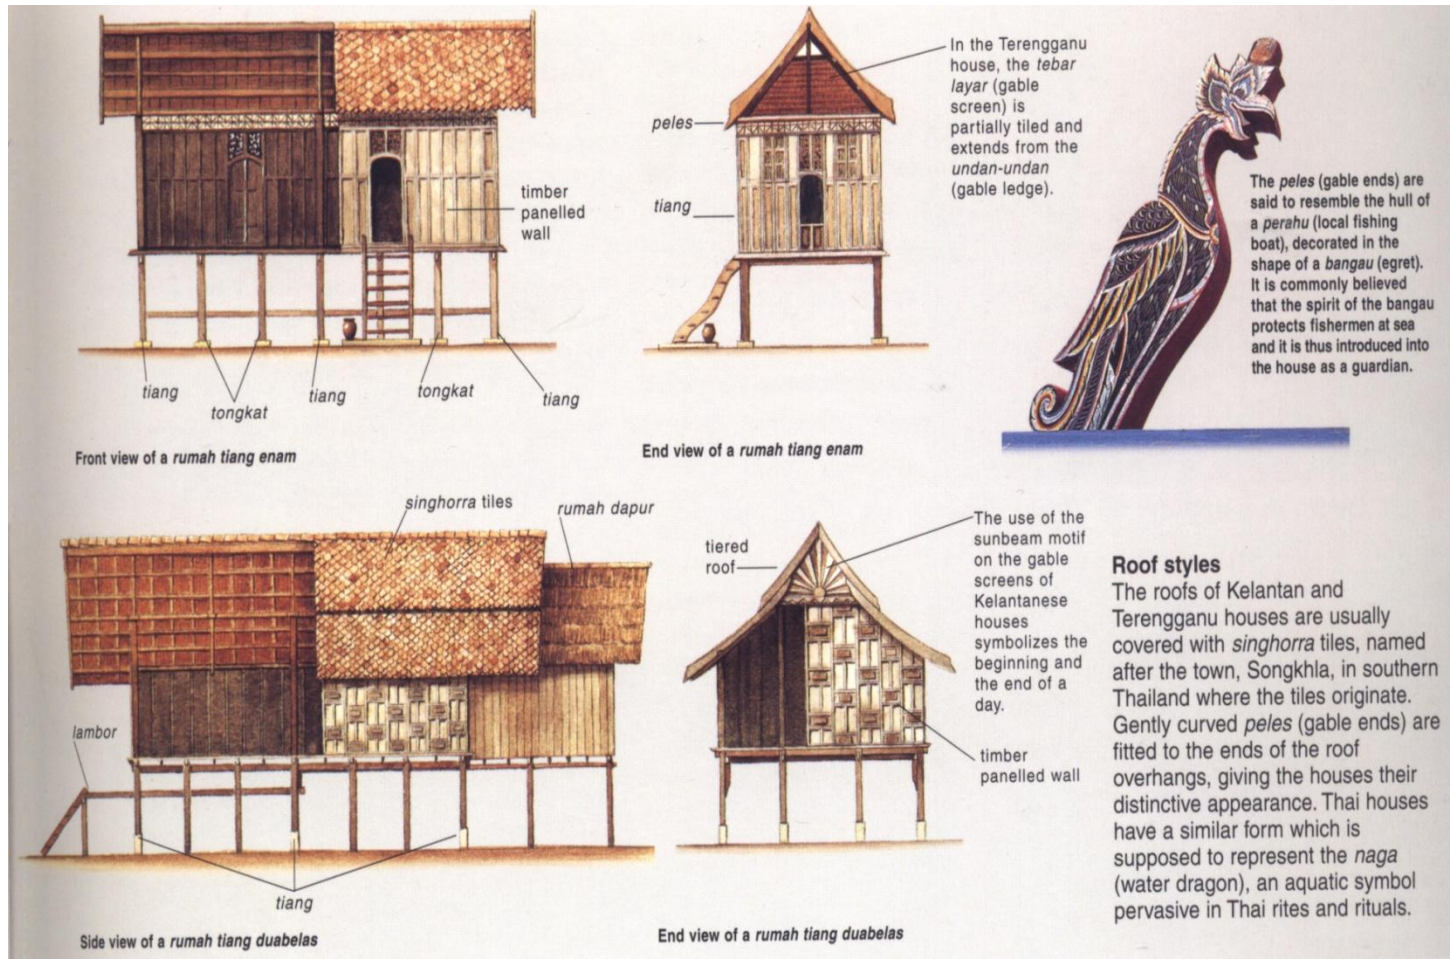 In the Terengganu
house, the tebar
layar (gable
screen) is
partially tiled and
extends from the
undan-undan
(gable ledge).
peles
tiang
timber
panelled
wall
The peles (gable ends) are
said to resemble the hull of
a perahu (local fishing
boat), decorated in the
shape of a bangau (egret).
It is commonly believed
that the spirit of the bangau
protects fishermen at sea
and it is thus introduced into
the house as a guardian.
tiang
tongkat
tiang
tongkat
tiang
Front view of a rumah tiang enam
End view of a rumah tiang enam
singhorra tiles
rumah dapur
tiered
roof
The use of the
sunbeam motif
on the gable
screens of
Kelantanese
houses
symbolizes the
beginning and
the end of a
day.
lambor
timber
panelled wall
tiang
Side view of a rumah tiang duabelas
End view of a rumah tiang duabelas
Roof styles
The roofs of Kelantan and
Terengganu houses are usually
covered with singhorra tiles, named
after the town, Songkhla, in southern
Thailand where the tiles originate.
Gently curved peles (gable ends) are
fitted to the ends of the roof
overhangs, giving the houses their
distinctive appearance. Thai houses
have a similar form which is
supposed to represent the naga
(water dragon), an aquatic symbol
pervasive in Thai rites and rituals.